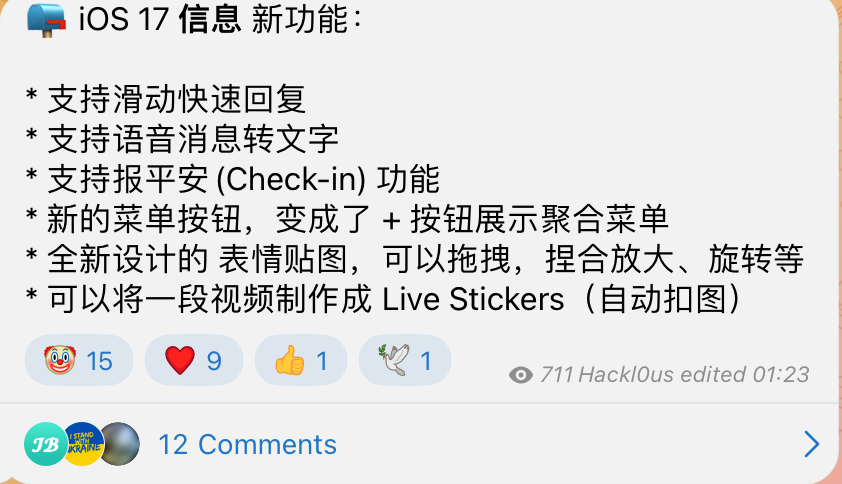 📪 iOS 17 信息 新功能：
* 支持滑动快速回复
* 支持语音消息转文字
* 支持报平安 (Check-in) 功能
* 新的菜单按钮，变成了 + 按钮展示聚合菜单
* 全新设计的 表情贴图，可以拖拽，捏合放大、旋转等
* 可以将一段视频制作成 Live Stickers（自动扣图）
🤡 15 ❤️ 9 👍 1 🕊 1
711 Hackl0us edited 01:23
JB I STAND WITH UKRAINE 12 Comments